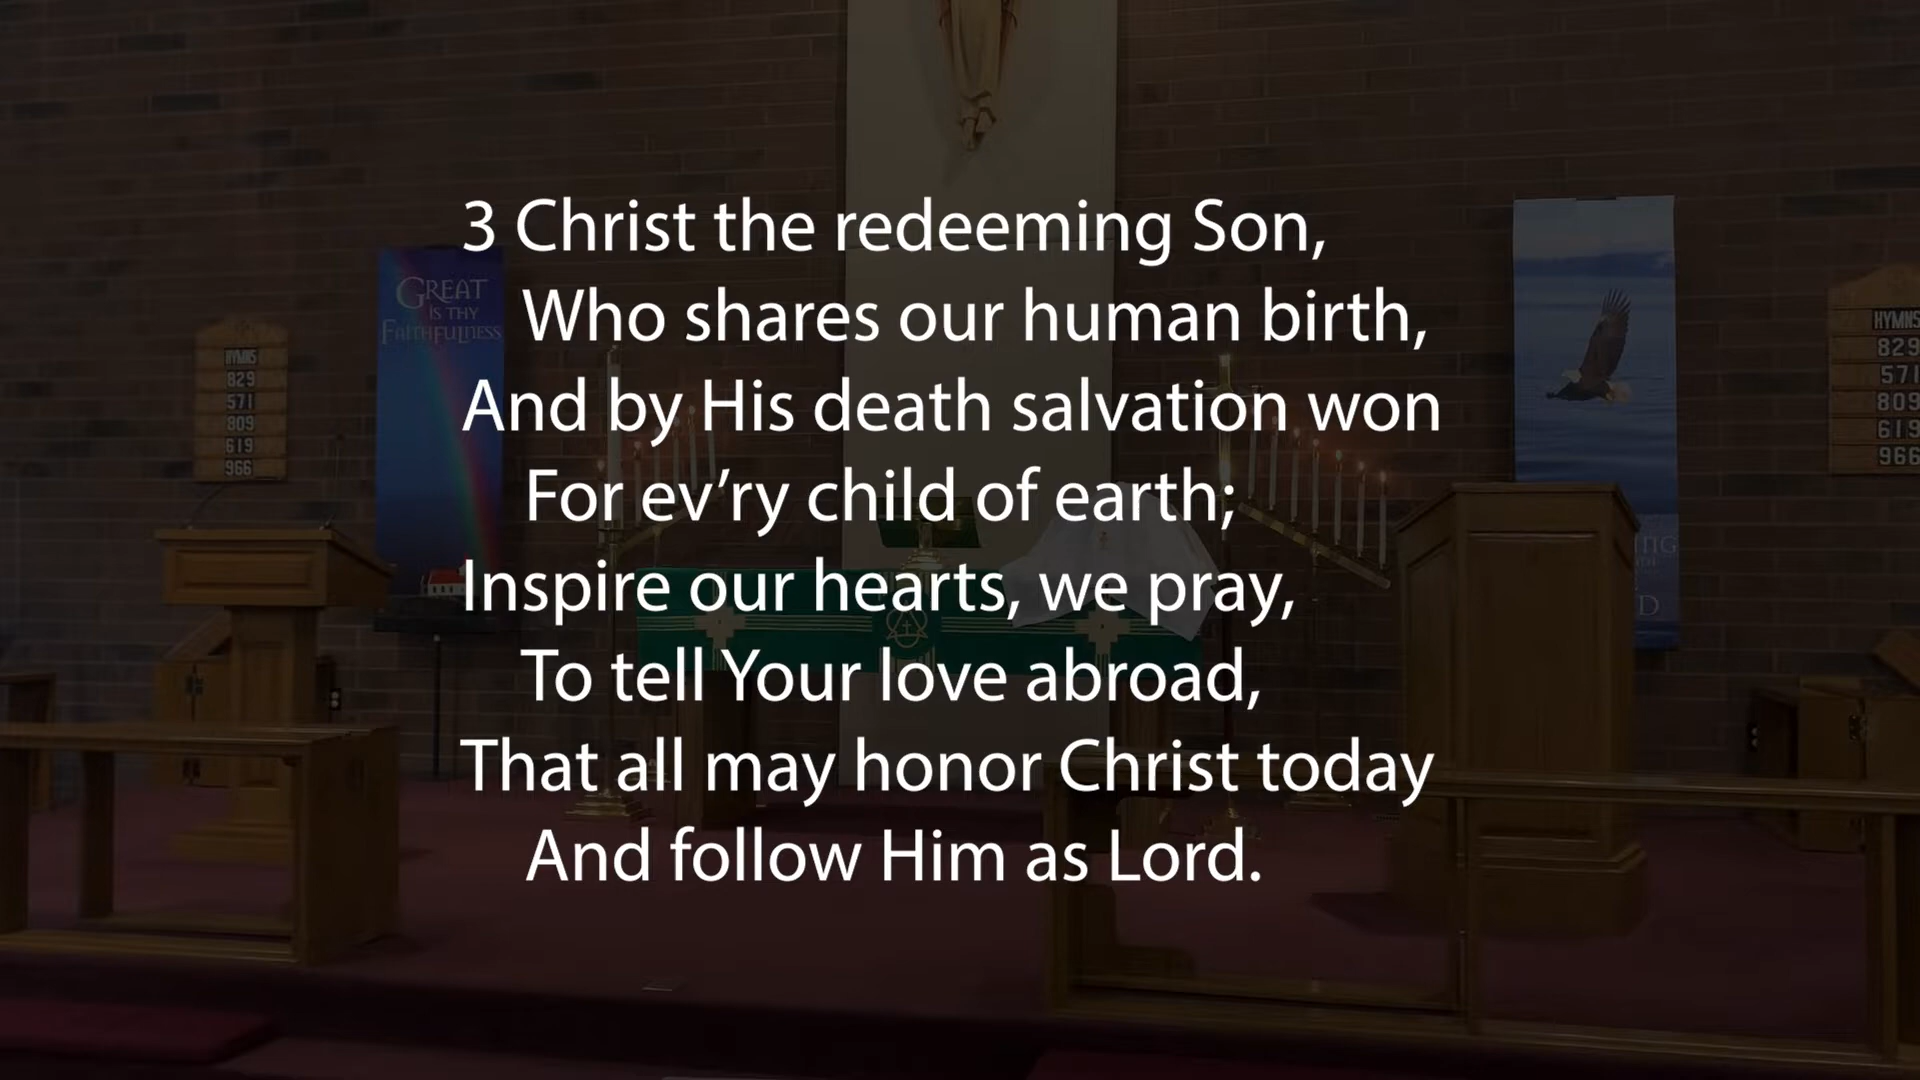 3 Christ the redeeming Son,
Who shares our human birth,
And by His death salvation won
For ev’ry child of earth;
Inspire our hearts, we pray,
To tell Your love abroad,
That all may honor Christ today
And follow Him as Lord.
GREAT
IS THY
FAITHFULNESS
HYMNS
829
571
809
619
966
HYMNS
829
571
809
619
966